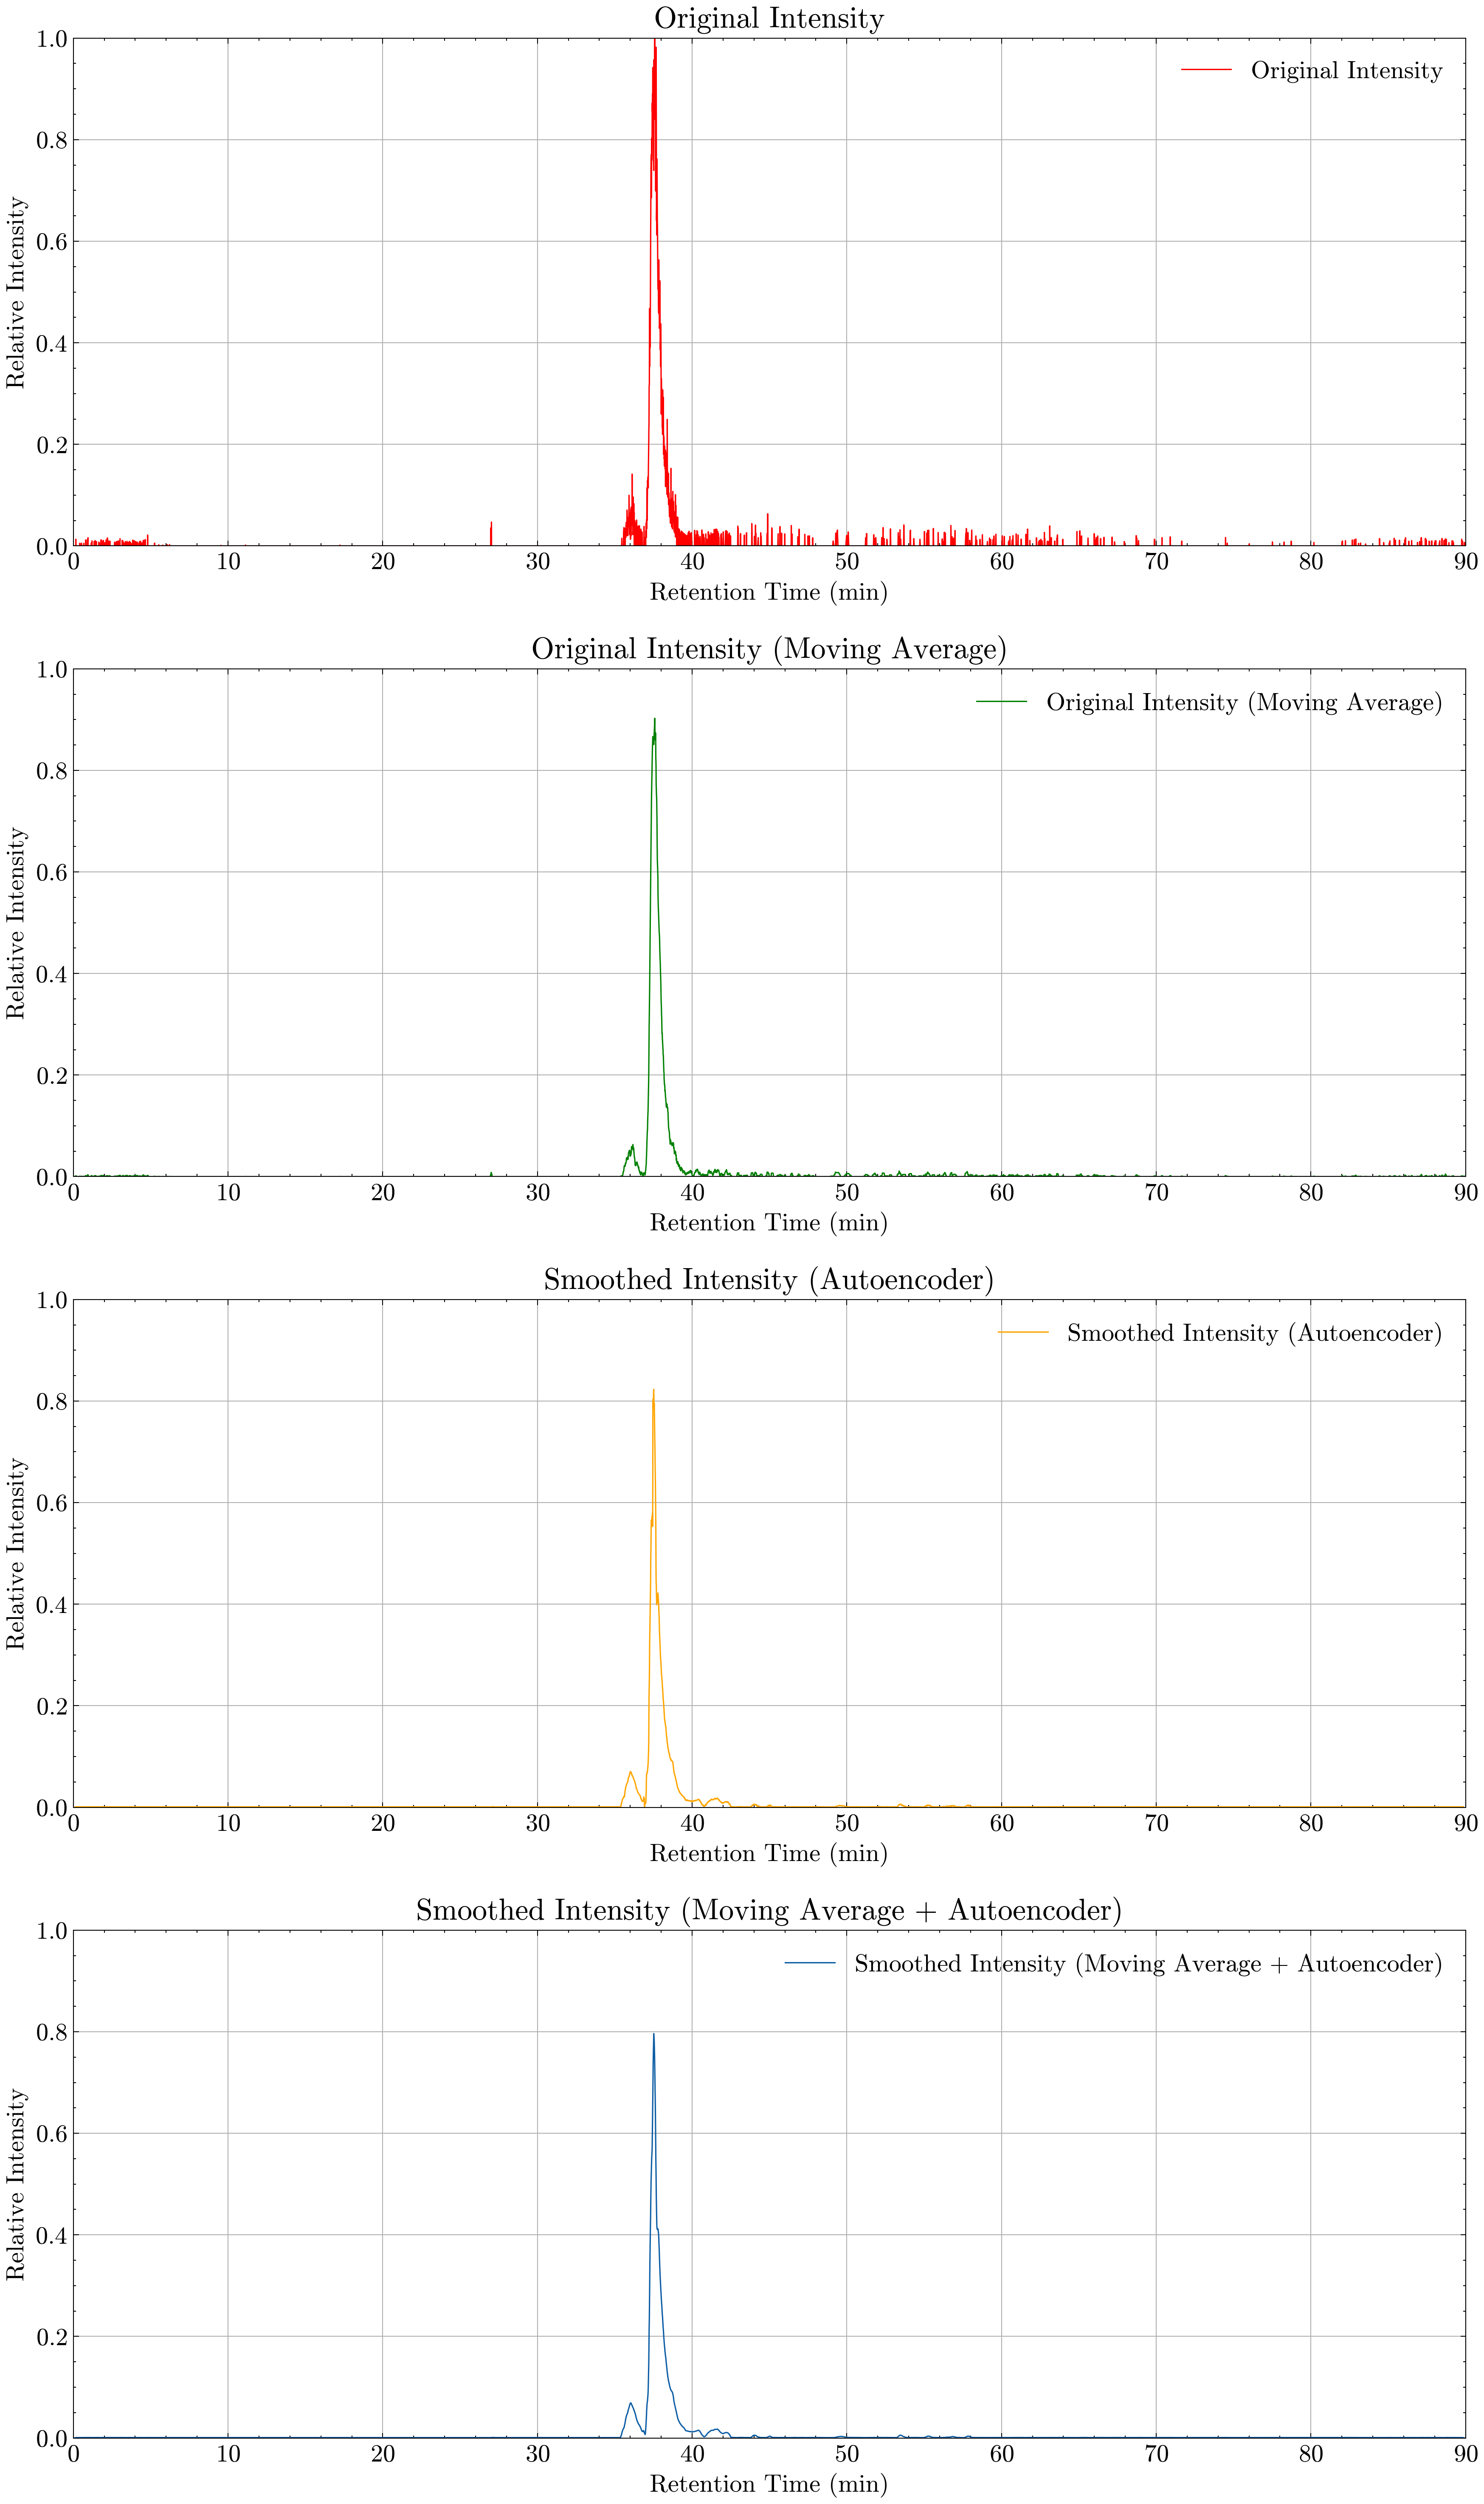 Original Intensity
1.0
Original Intensity
0.8
0.6
0.4
0.2
0.0
Relative Intensity
0 10 20 30 40 50 60 70 80 90
Retention Time (min)
Original Intensity (Moving Average)
1.0
Original Intensity (Moving Average)
0.8
0.6
0.4
0.2
0.0
Relative Intensity
0 10 20 30 40 50 60 70 80 90
Retention Time (min)
Smoothed Intensity (Autoencoder)
1.0
Smoothed Intensity (Autoencoder)
0.8
0.6
0.4
0.2
0.0
Relative Intensity
0 10 20 30 40 50 60 70 80 90
Retention Time (min)
Smoothed Intensity (Moving Average + Autoencoder)
1.0
Smoothed Intensity (Moving Average + Autoencoder)
0.8
0.6
0.4
0.2
0.0
Relative Intensity
0 10 20 30 40 50 60 70 80 90
Retention Time (min)